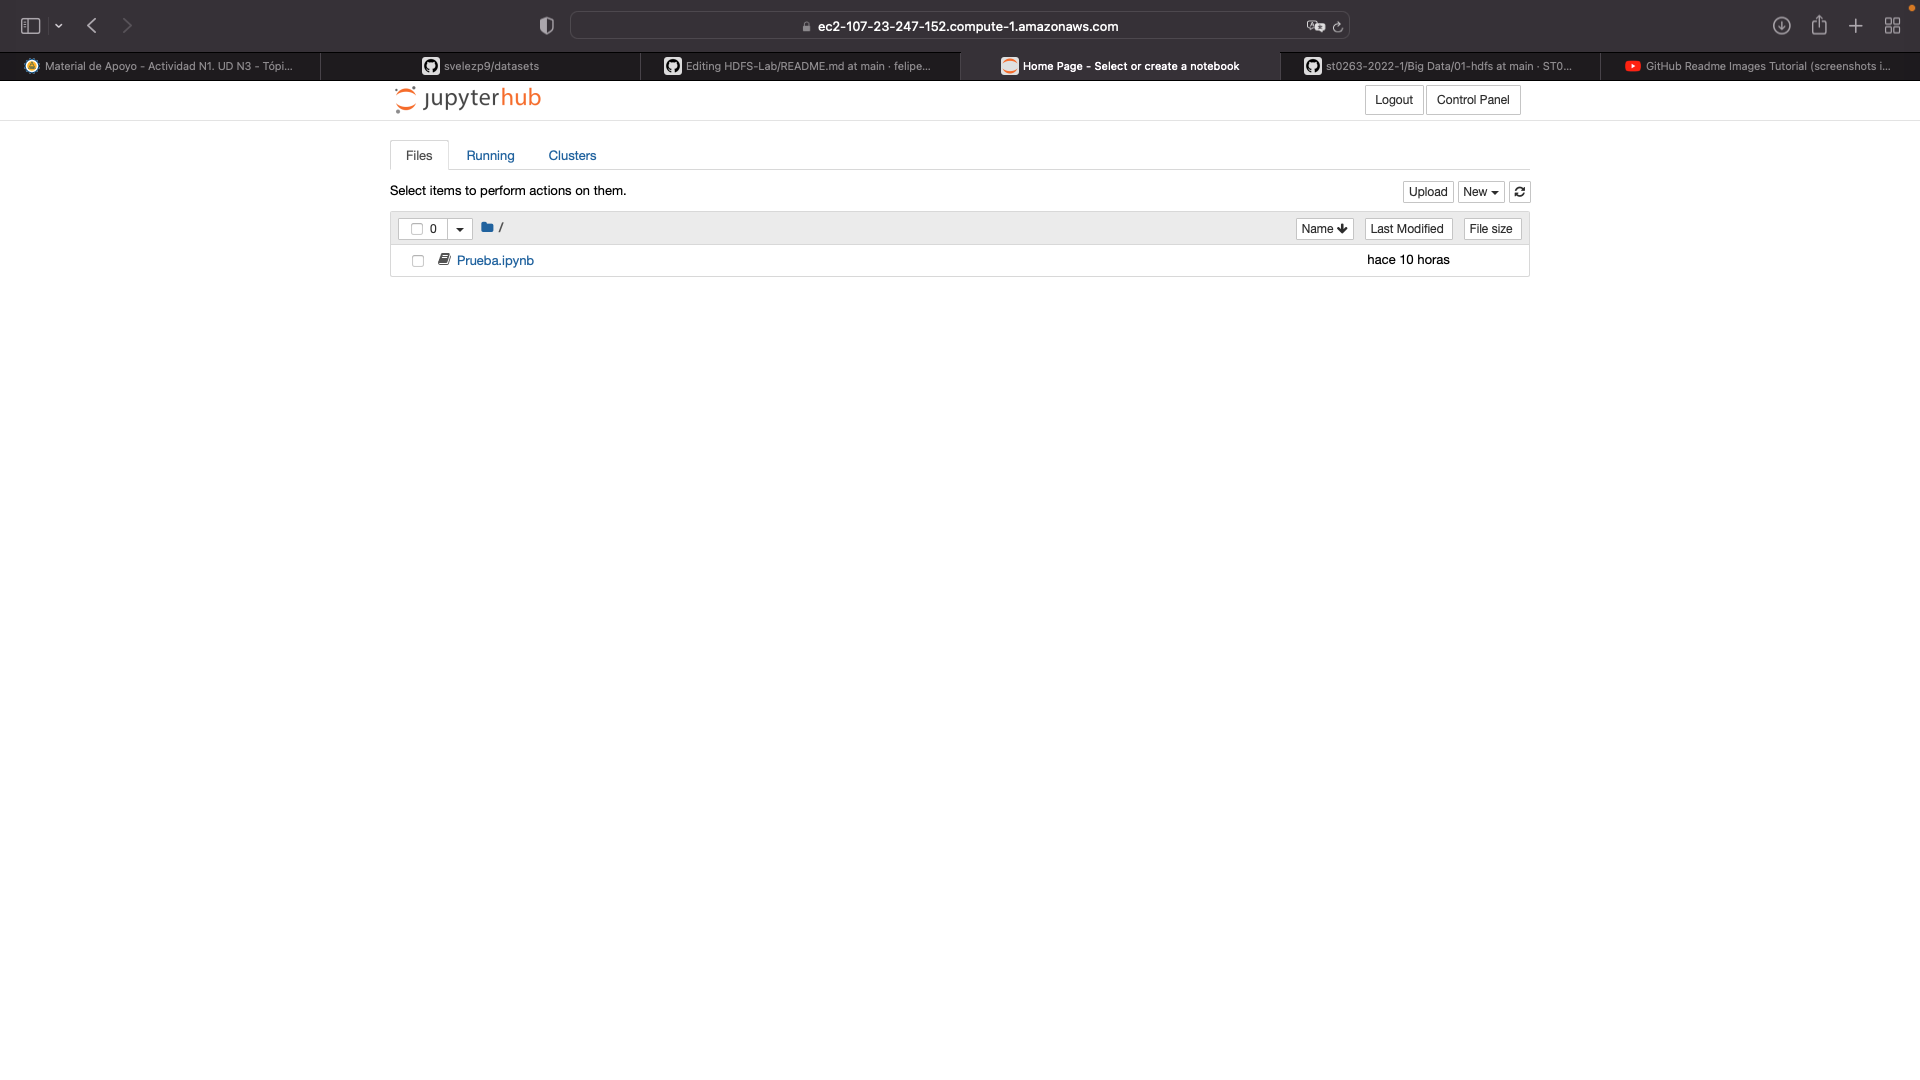 ec2-107-23-247-152.compute-1.amazonaws.com
Material de Apoyo - Actividad N1. UD N3 - Tópi...
svelezp9/datasets
Editing HDFS-Lab/README.md at main · felipe...
Home Page - Select or create a notebook
st0263-2022-1/Big Data/01-hdfs at main · ST0...
GitHub Readme Images Tutorial (screenshots i...
jupyterhub
Logout
Control Panel
Files
Running
Clusters
Select items to perform actions on them.
Upload
New
0
/
Name
Last Modified
File size
Prueba.ipynb
hace 10 horas